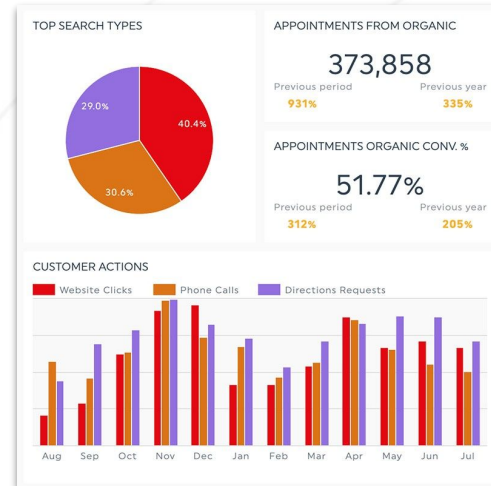 TOP SEARCH TYPES
29.0%
40.4%
30.6%
APPOINTMENTS FROM ORGANIC
373,858
Previous period Previous year
931% 335%
APPOINTMENTS ORGANIC CONV. %
51.77%
Previous period Previous year
312% 205%
CUSTOMER ACTIONS
Website Clicks Phone Calls Directions Requests
Aug Sep Oct Nov Dec Jan Feb Mar Apr May Jun Jul